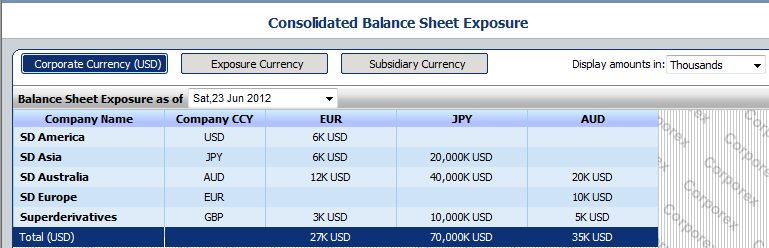 Consolidated Balance Sheet Exposure
Corporate Currency (USD) Exposure Currency Subsidiary Currency Display amounts in: Thousands
Balance Sheet Exposure as of Sat,23 Jun 2012
Company Name Company CCY EUR JPY AUD
SD America USD 6K USD
SD Asia JPY 6K USD 20,000K USD
SD Australia AUD 12K USD 40,000K USD 20K USD
SD Europe EUR 10K USD
Superderivatives GBP 3K USD 10,000K USD 5K USD
Total (USD) 27K USD 70,000K USD 35K USD
Corporex
Corporex
Corporex
Corporex
Corporex